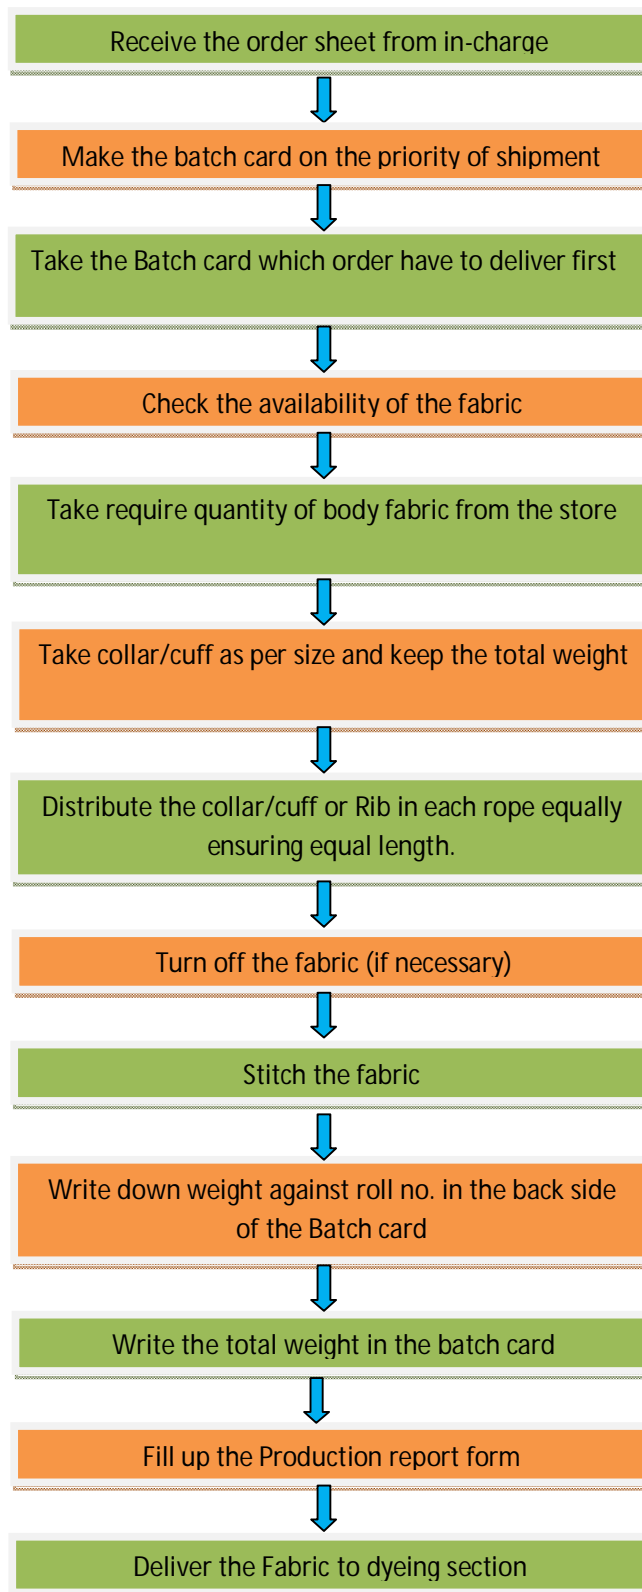 Receive the order sheet from in-charge
Make the batch card on the priority of shipment
Take the Batch card which order have to deliver first
Check the availability of the fabric
Take require quantity of body fabric from the store
Take collar/cuff as per size and keep the total weight
Distribute the collar/cuff or Rib in each rope equally
ensuring equal length.
Turn off the fabric (if necessary)
Stitch the fabric
Write down weight against roll no. in the back side
of the Batch card
Write the total weight in the batch card
Fill up the Production report form
Deliver the Fabric to dyeing section